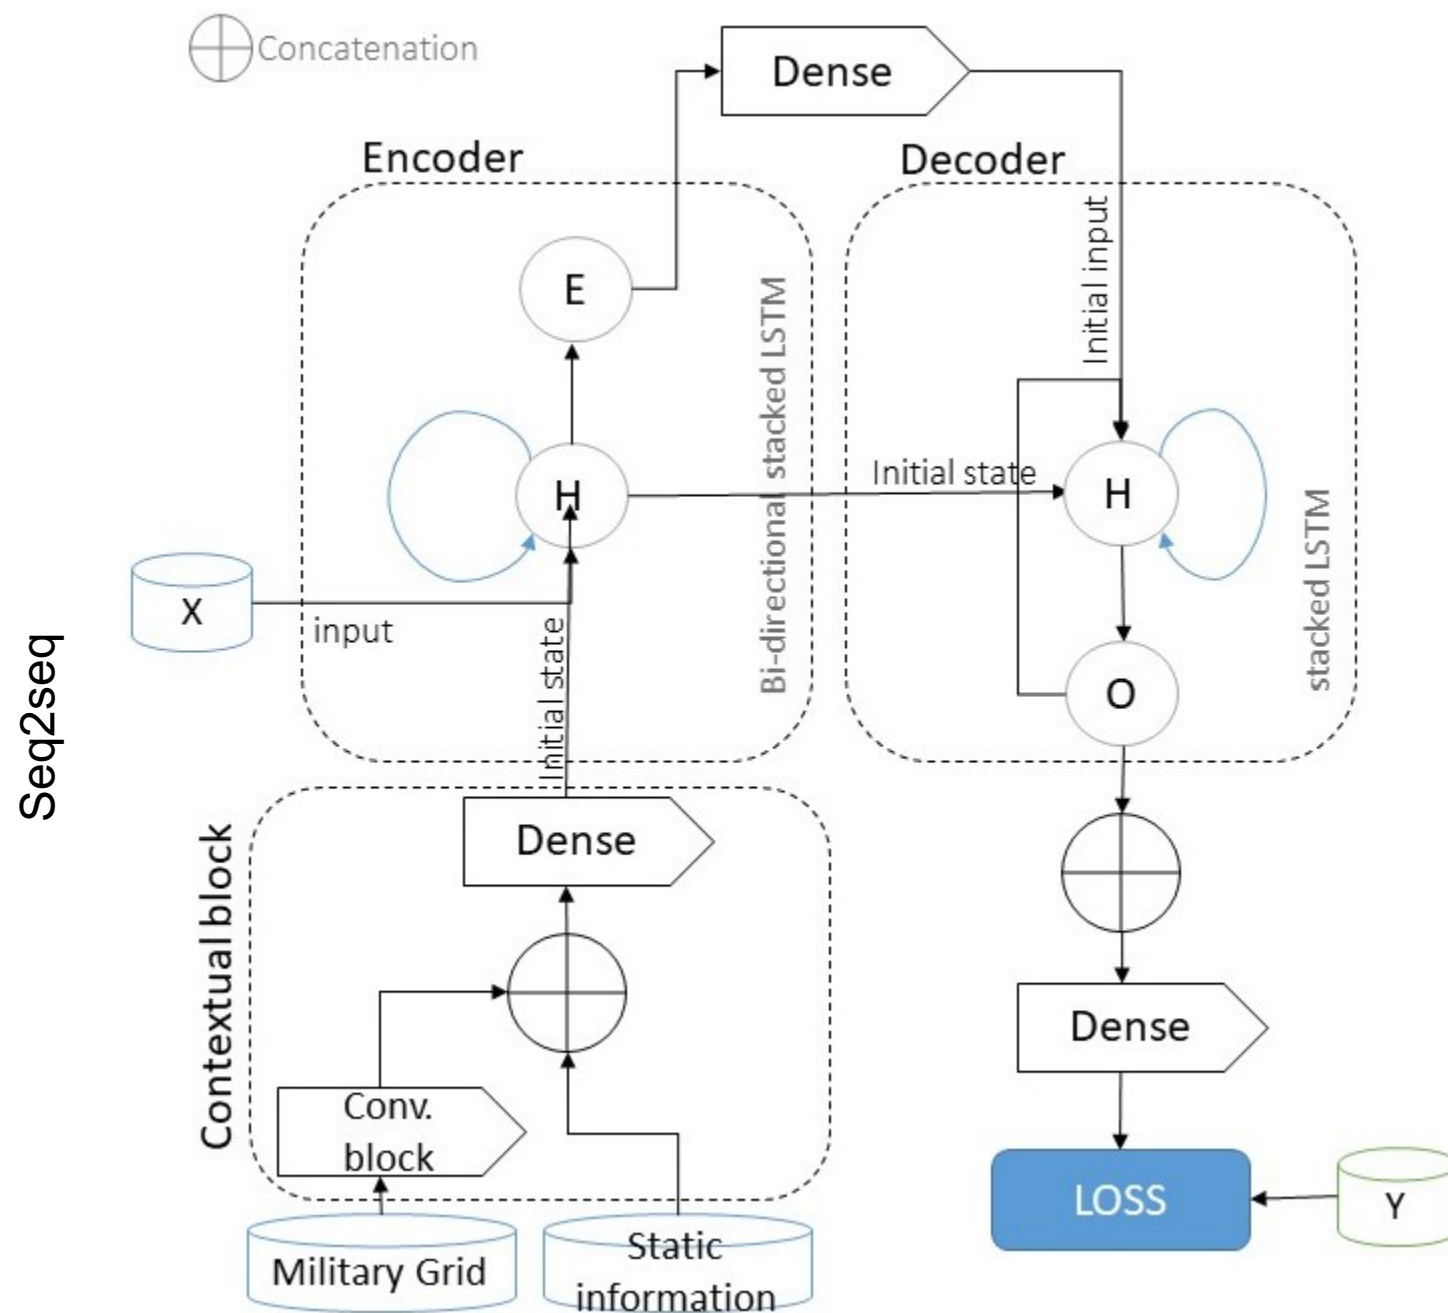 Concatenation
Dense
Encoder
Decoder
Initial input
E
Bi-directional stacked LSTM
H
Initial state
H
stacked LSTM
X
input
Initial state
O
Seq2seq
Contextual block
Dense
Dense
Conv.
block
LOSS
Y
Military Grid
Static
information